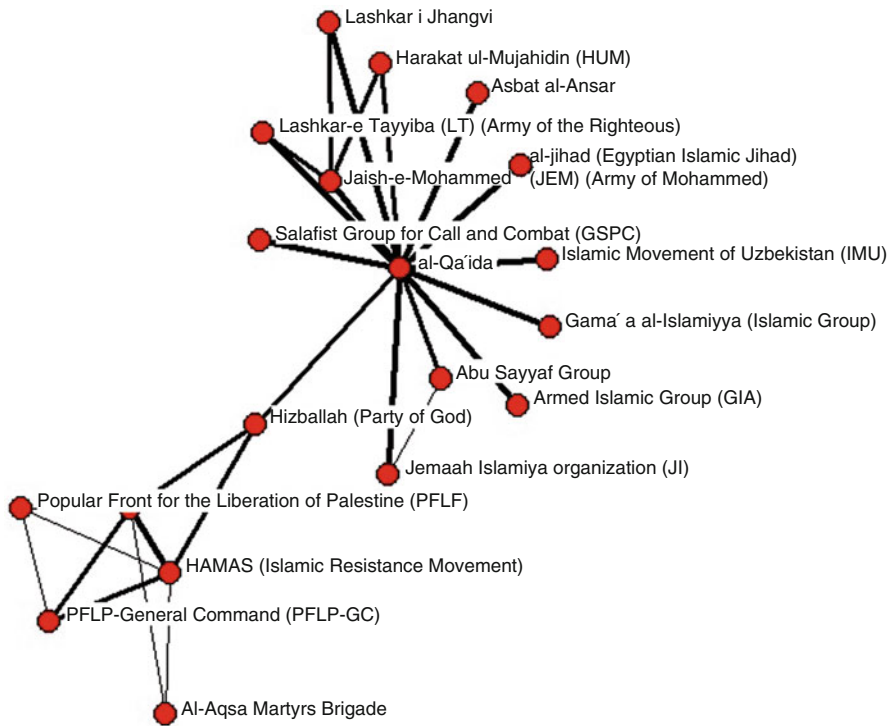 Lashkar i Jhangvi
Harakat ul-Mujahidin (HUM)
Asbat al-Ansar
Lashkar-e Tayyiba (LT) (Army of the Righteous)
al-jihad (Egyptian Islamic Jihad)
Jaish-e-Mohammed (JEM) (Army of Mohammed)
Salafist Group for Call and Combat (GSPC)
al-Qa´ida
Islamic Movement of Uzbekistan (IMU)
Gama´ a al-Islamiyya (Islamic Group)
Abu Sayyaf Group
Armed Islamic Group (GIA)
Hizballah (Party of God)
Jemaah Islamiya organization (JI)
Popular Front for the Liberation of Palestine (PFLF)
HAMAS (Islamic Resistance Movement)
PFLP-General Command (PFLP-GC)
Al-Aqsa Martyrs Brigade